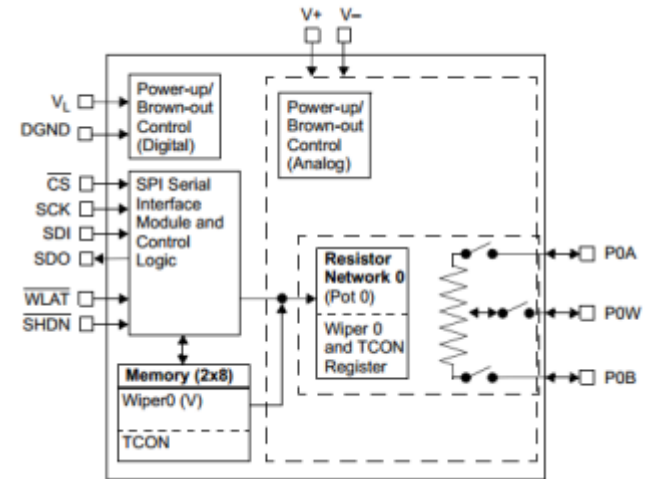 V+ V–
Power-up/
Brown-out
Control
(Digital)
VL
DGND
Power-up/
Brown-out
Control
(Analog)
CS
SCK
SDI
SDO
WLAT
SHDN
SPI Serial
Interface
Module and
Control
Logic
Resistor
Network 0
(Pot 0)
Wiper 0
and TCON
Register
P0A
P0W
P0B
Memory (2x8)
Wiper0 (V)
TCON